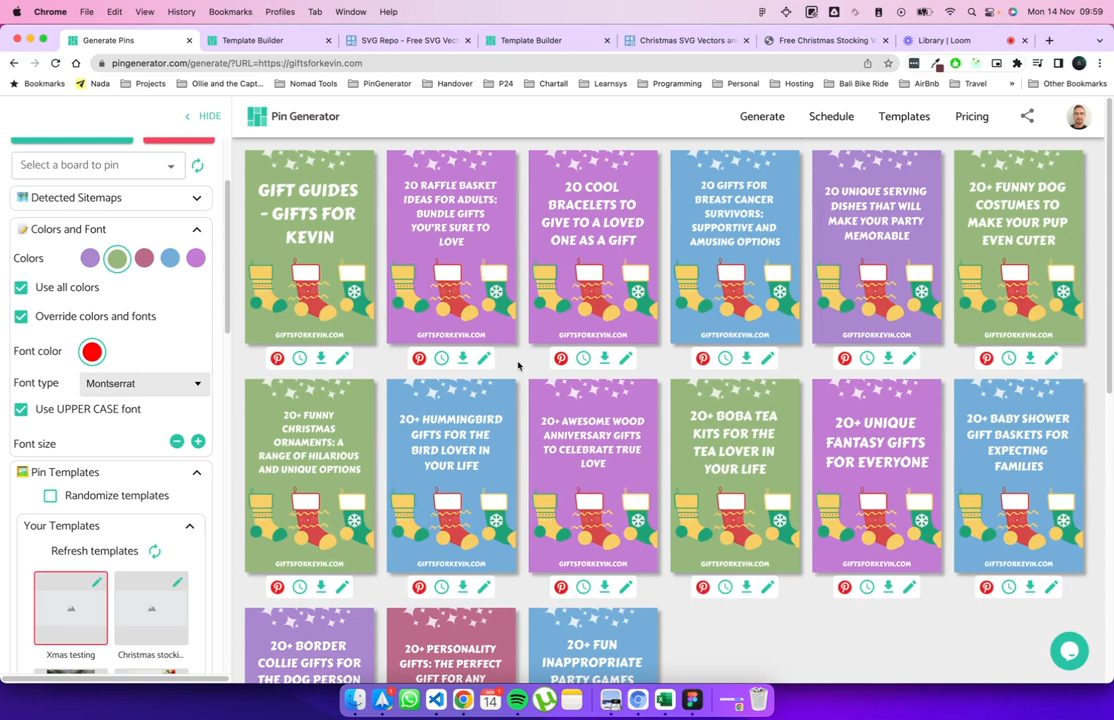 Chrome File Edit View History Bookmarks Profiles Tab Window Help Mon 14 Nov 09:59
Generate Pins Template Builder SVG Repo - Free SVG Vec Template Builder Christmas SVG Vectors an Free Christmas Stocking V Library | Loom
pingenerator.com/generate/?URL=https://giftsforkevin.com
Bookmarks Nada Projects Ollie and the Capt... Nomad Tools PinGenerator Handover P24 Chartall Learnsys Programming Personal Hosting Bali Bike Ride AirBnb Travel » Other Bookmarks
HIDE
Pin Generator
Generate Schedule Templates Pricing
Select a board to pin
Detected Sitemaps
Colors and Font
Colors
Use all colors
Override colors and fonts
Font color
Font type Montserrat
Use UPPER CASE font
Font size
Pin Templates
Randomize templates
Your Templates
Refresh templates
Xmas testing Christmas stocki...
GIFT GUIDES
- GIFTS FOR
KEVIN
GIFTSFORKEVIN.COM
20 RAFFLE BASKET
IDEAS FOR ADULTS:
BUNDLE GIFTS
YOU'RE SURE TO
LOVE
GIFTSFORKEVIN.COM
20 COOL
BRACELETS TO
GIVE TO A LOVED
ONE AS A GIFT
GIFTSFORKEVIN.COM
20 GIFTS FOR
BREAST CANCER
SURVIVORS:
SUPPORTIVE AND
AMUSING OPTIONS
GIFTSFORKEVIN.COM
20 UNIQUE SERVING
DISHES THAT WILL
MAKE YOUR PARTY
MEMORABLE
GIFTSFORKEVIN.COM
20+ FUNNY DOG
COSTUMES TO
MAKE YOUR PUP
EVEN CUTER
GIFTSFORKEVIN.COM
20+ FUNNY
CHRISTMAS
ORNAMENTS: A
RANGE OF HILARIOUS
AND UNIQUE OPTIONS
GIFTSFORKEVIN.COM
20+ HUMMINGBIRD
GIFTS FOR THE
BIRD LOVER IN
YOUR LIFE
GIFTSFORKEVIN.COM
20+ AWESOME WOOD
ANNIVERSARY GIFTS
TO CELEBRATE TRUE
LOVE
GIFTSFORKEVIN.COM
20+ BOBA TEA
KITS FOR THE
TEA LOVER IN
YOUR LIFE
GIFTSFORKEVIN.COM
20+ UNIQUE
FANTASY GIFTS
FOR EVERYONE
GIFTSFORKEVIN.COM
20+ BABY SHOWER
GIFT BASKETS FOR
EXPECTING
FAMILIES
GIFTSFORKEVIN.COM
20+ BORDER
COLLIE GIFTS FOR
THE DOG PERSON
20+ PERSONALITY
GIFTS: THE PERFECT
GIFT FOR ANY
20+ FUN
INAPPROPRIATE
PARTY GAMES